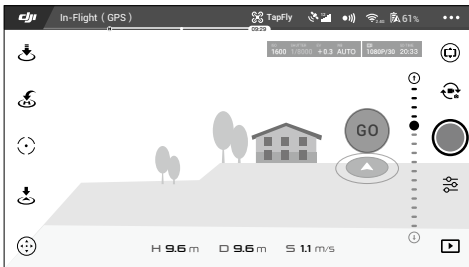 dji In-Flight ( GPS ) TapFly 61%
09:29
1600 1/8000 +0.3 AUTO 1080P/30 20:33
GO
H 9.6 m D 9.6 m S 1.1 m/s